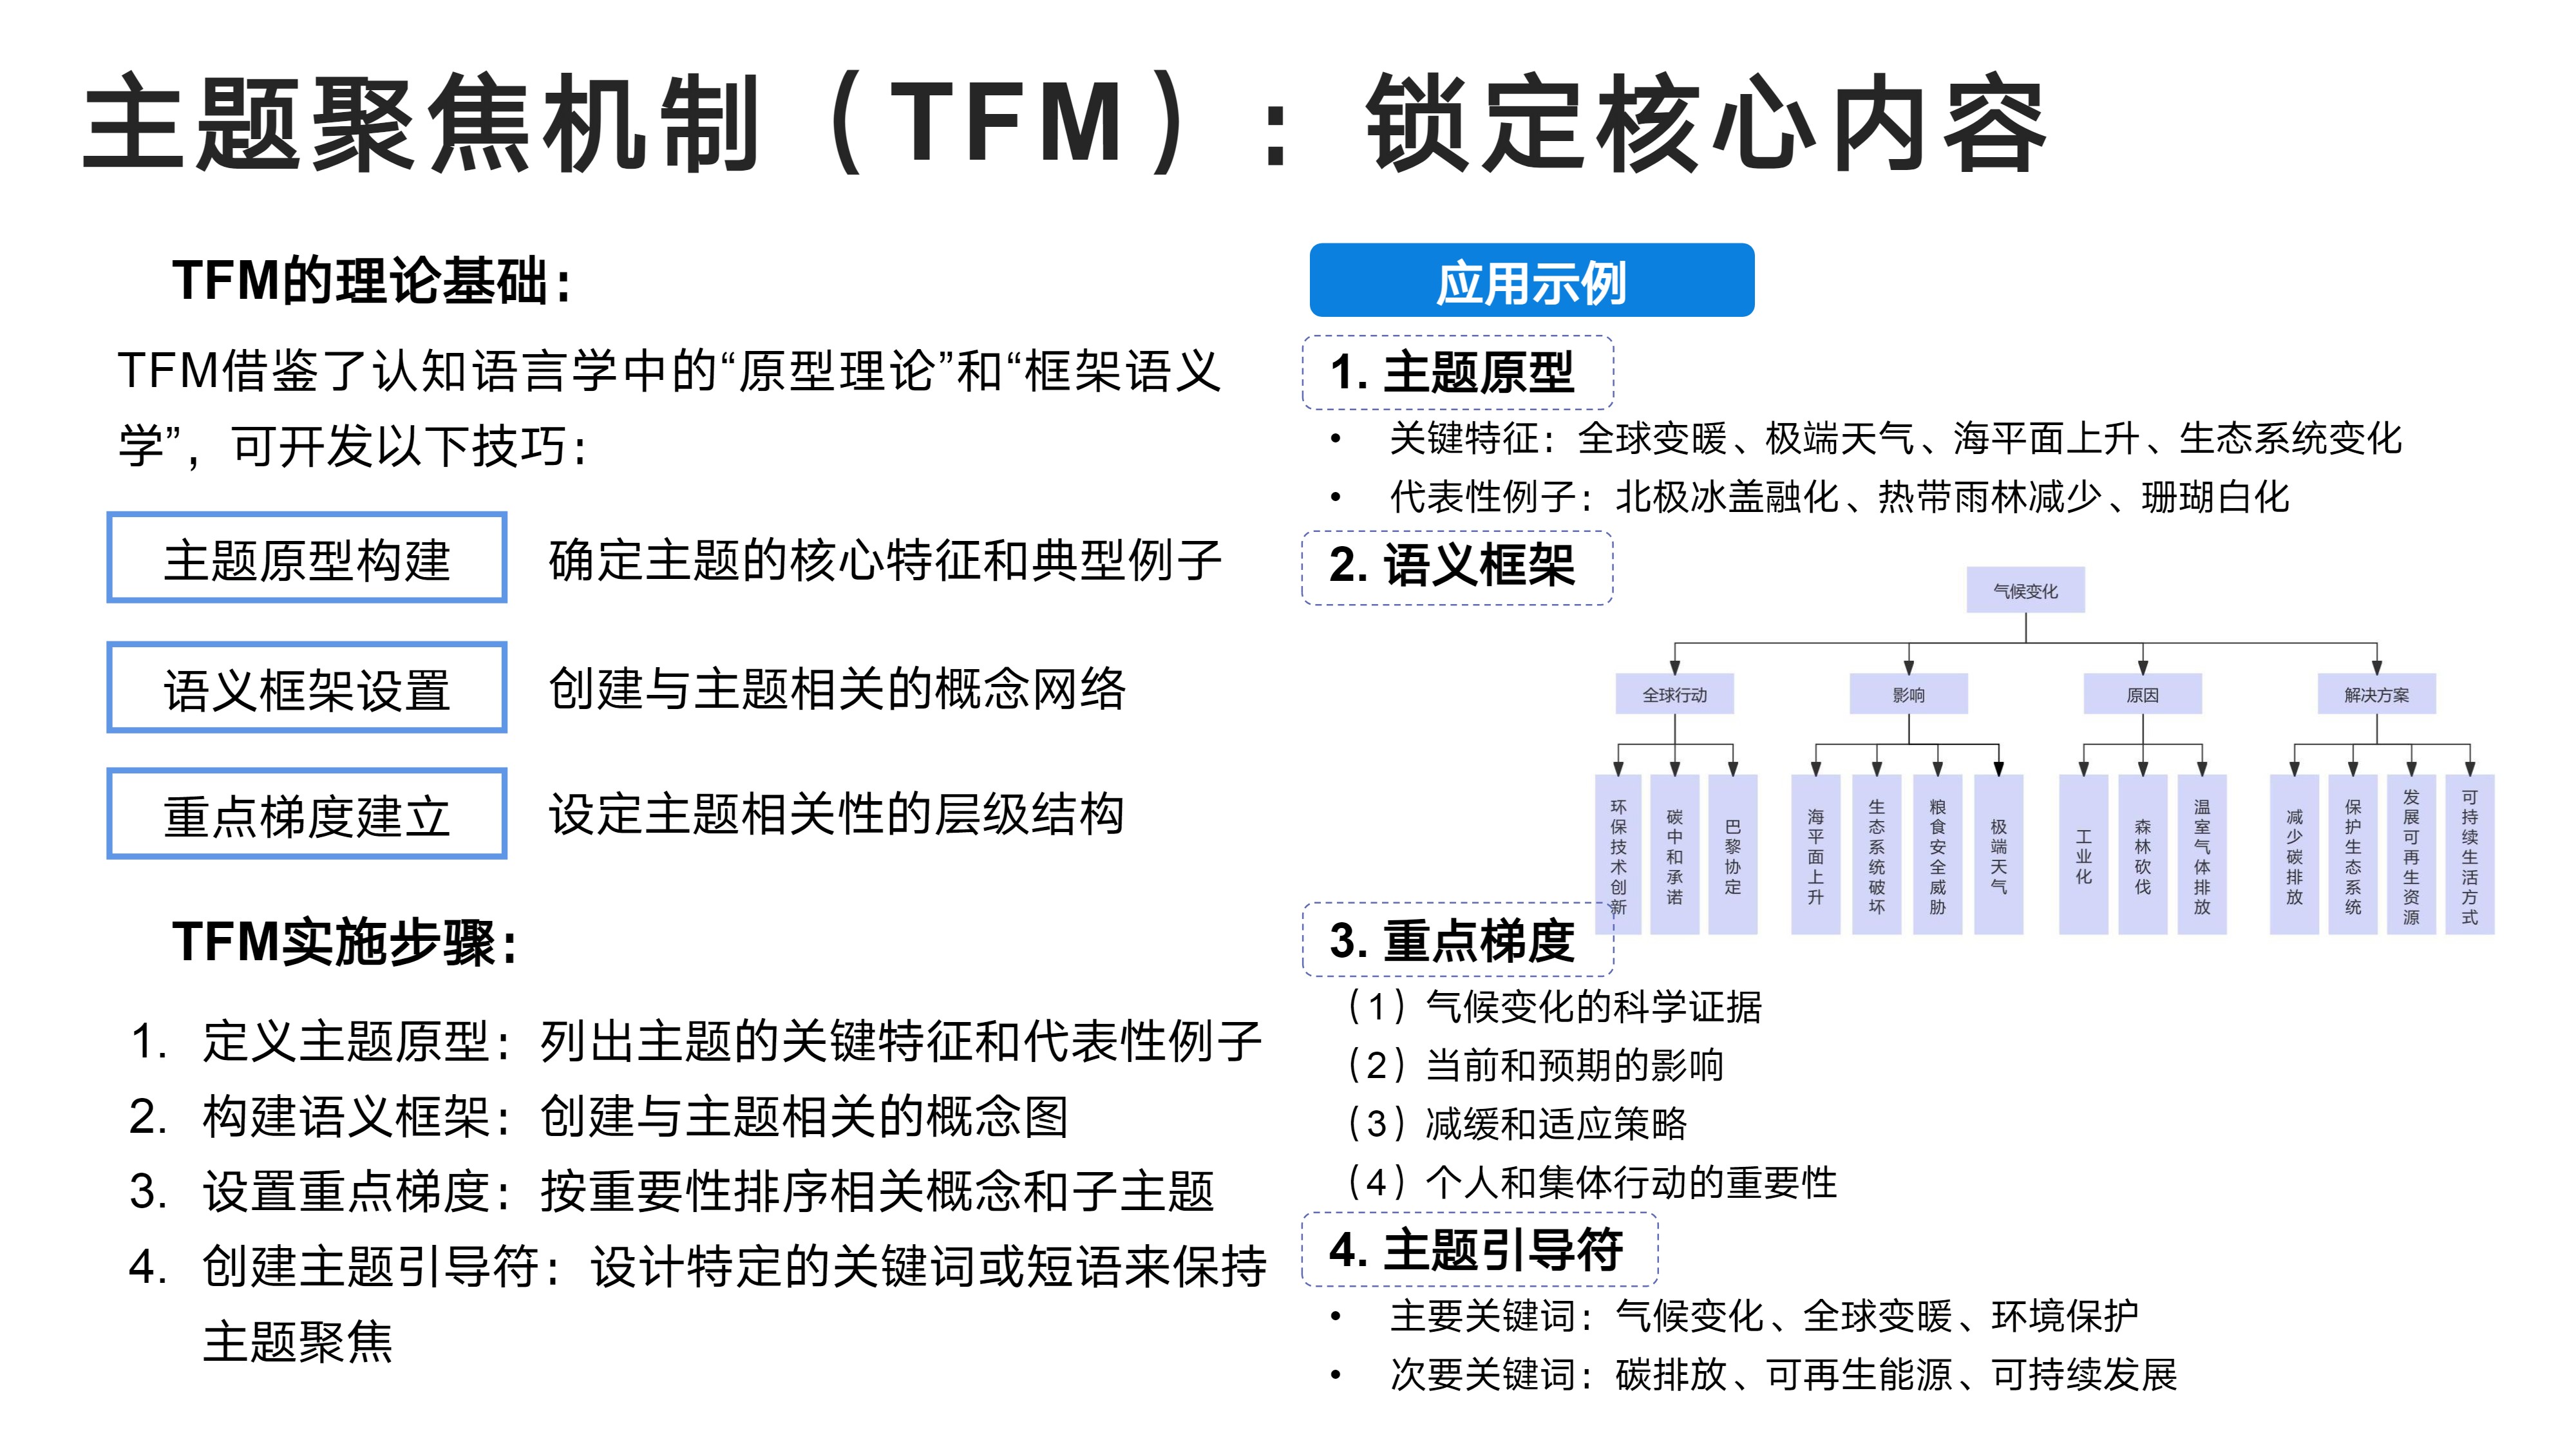 主题聚焦机制（TFM）：锁定核心内容
TFM的理论基础：
TFM借鉴了认知语言学中的“原型理论”和“框架语义
学”，可开发以下技巧：
主题原型构建
确定主题的核心特征和典型例子
语义框架设置
创建与主题相关的概念网络
重点梯度建立
设定主题相关性的层级结构
TFM实施步骤：
1. 定义主题原型：列出主题的关键特征和代表性例子
2. 构建语义框架：创建与主题相关的概念图
3. 设置重点梯度：按重要性排序相关概念和子主题
4. 创建主题引导符：设计特定的关键词或短语来保持
主题聚焦
应用示例
1. 主题原型
• 关键特征：全球变暖、极端天气、海平面上升、生态系统变化
• 代表性例子：北极冰盖融化、热带雨林减少、珊瑚白化
2. 语义框架
气候变化
全球行动
影响
原因
解决方案
环保技术创新
碳中和承诺
巴黎协定
海平面上升
生态系统破坏
粮食安全威胁
极端天气
工业化
森林砍伐
温室气体排放
减少碳排放
保护生态系统
发展可再生资源
可持续生活方式
3. 重点梯度
（1）气候变化的科学证据
（2）当前和预期的影响
（3）减缓和适应策略
（4）个人和集体行动的重要性
4. 主题引导符
• 主要关键词：气候变化、全球变暖、环境保护
• 次要关键词：碳排放、可再生能源、可持续发展